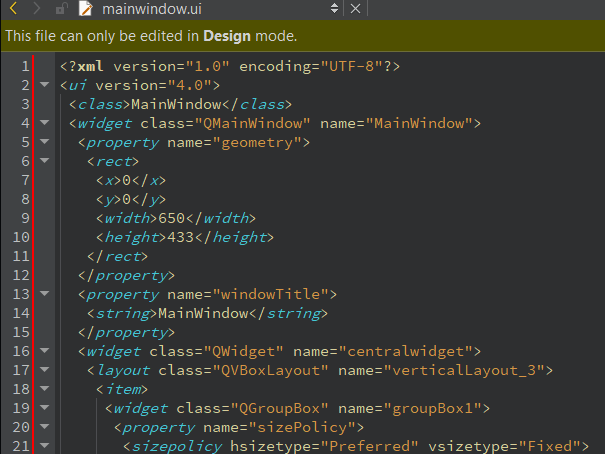 mainwindow.ui
This file can only be edited in Design mode.
1 <?xml version="1.0" encoding="UTF-8"?>
2 <ui version="4.0">
3 <class>MainWindow</class>
4 <widget class="QMainWindow" name="MainWindow">
5 <property name="geometry">
6 <rect>
7 <x>0</x>
8 <y>0</y>
9 <width>650</width>
10 <height>433</height>
11 </rect>
12 </property>
13 <property name="windowTitle">
14 <string>MainWindow</string>
15 </property>
16 <widget class="QWidget" name="centralwidget">
17 <layout class="QVBoxLayout" name="verticalLayout_3">
18 <item>
19 <widget class="QGroupBox" name="groupBox1">
20 <property name="sizePolicy">
21 <sizepolicy hsizetype="Preferred" vsizetype="Fixed">